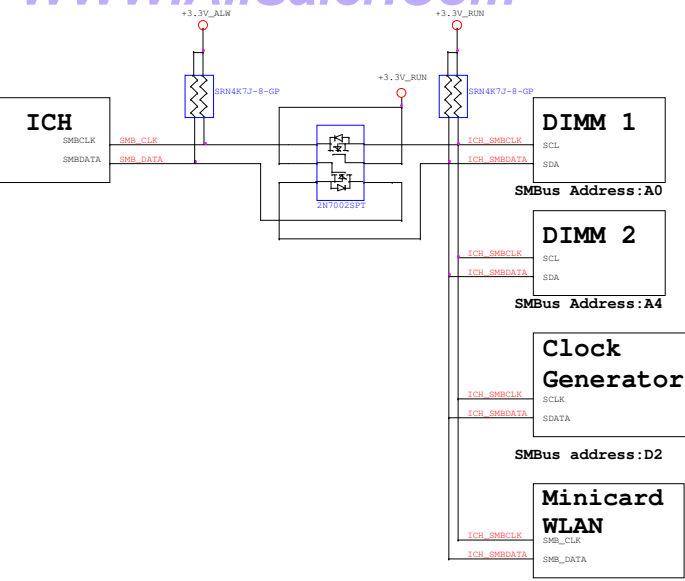 +3.3V_ALW
+3.3V_RUN
+3.3V_RUN
SRN4K7J-8-GP
SRN4K7J-8-GP
ICH
SMBCLK
SMBDATA
SMB_CLK
SMB_DATA
2N7002SPT
ICH_SMBCLK
ICH_SMBDATA
DIMM 1
SCL
SDA
SMBus Address:A0
ICH_SMBCLK
ICH_SMBDATA
DIMM 2
SCL
SDA
SMBus Address:A4
Clock
Generator
ICH_SMBCLK
ICH_SMBDATA
SCLK
SDATA
SMBus address:D2
Minicard
WLAN
ICH_SMBCLK
ICH_SMBDATA
SMB_CLK
SMB_DATA